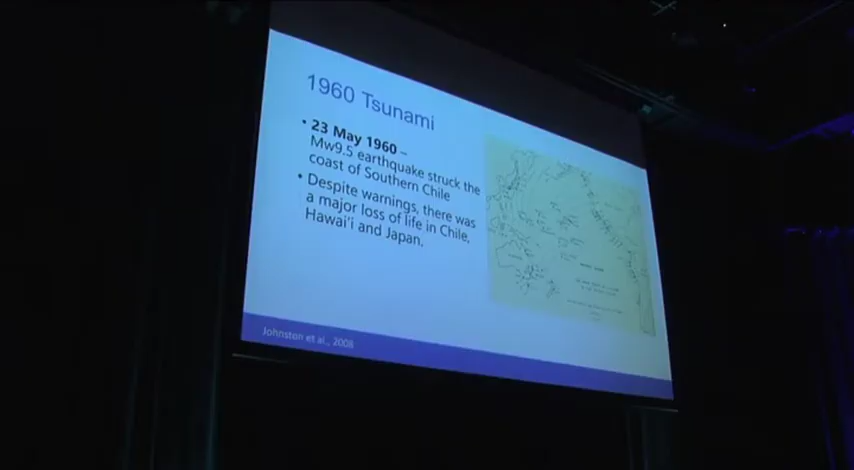 1960 Tsunami
• 23 May 1960 –
Mw9.5 earthquake struck the
coast of Southern Chile
• Despite warnings, there was
a major loss of life in Chile,
Hawai'i and Japan.
Johnston et al., 2008